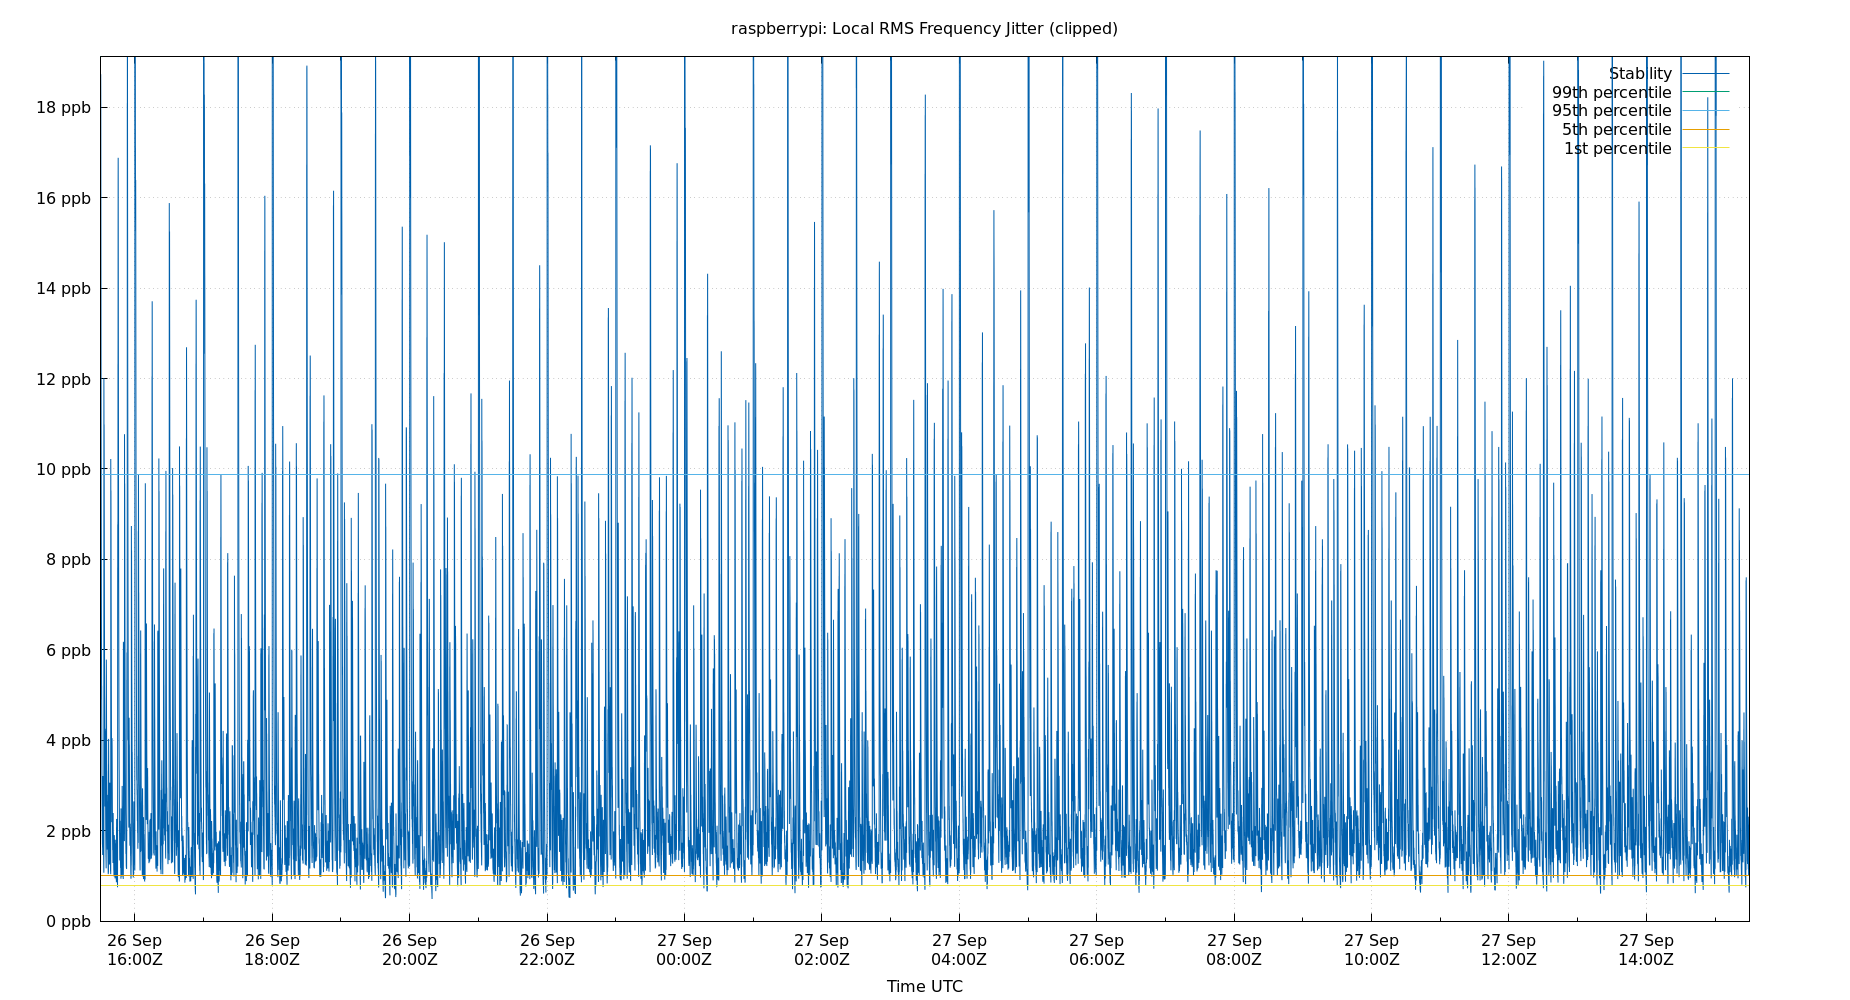 raspberrypi: Local RMS Frequency Jitter (clipped)
Stability
99th percentile
95th percentile
5th percentile
1st percentile
18 ppb
16 ppb
14 ppb
12 ppb
10 ppb
8 ppb
6 ppb
4 ppb
2 ppb
0 ppb
26 Sep 26 Sep 26 Sep 26 Sep 27 Sep 27 Sep 27 Sep 27 Sep 27 Sep 27 Sep 27 Sep 27 Sep
16:00Z 18:00Z 20:00Z 22:00Z 00:00Z 02:00Z 04:00Z 06:00Z 08:00Z 10:00Z 12:00Z 14:00Z
Time UTC